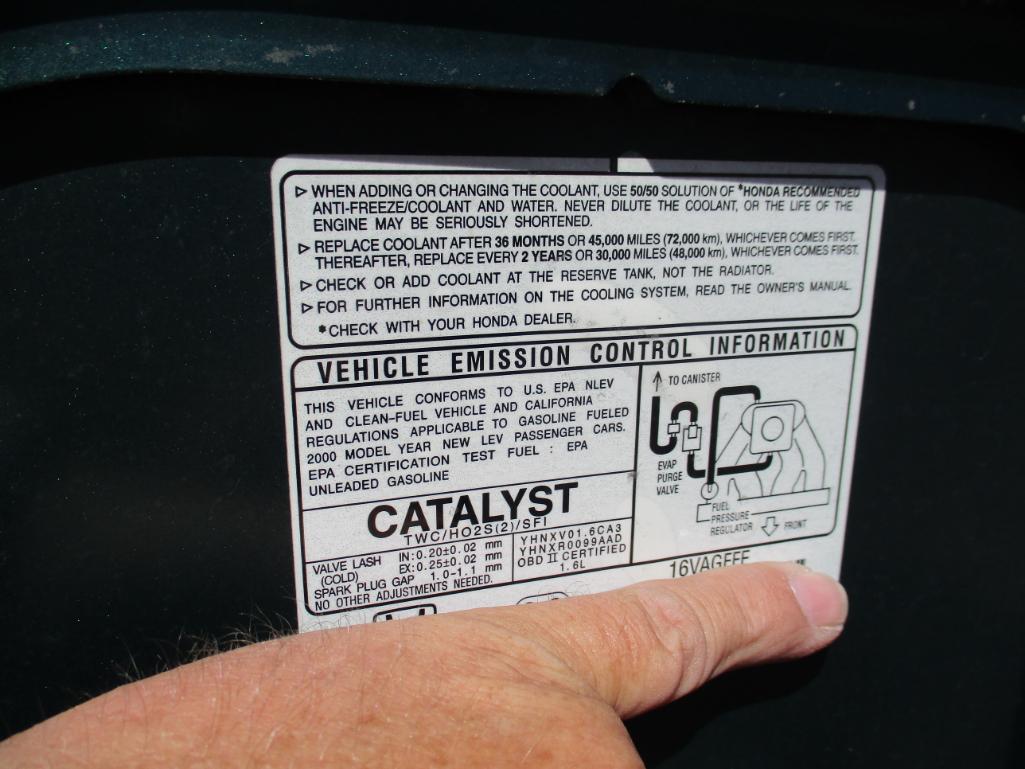 ▷ WHEN ADDING OR CHANGING THE COOLANT, USE 50/50 SOLUTION OF *HONDA RECOMMENDED
ANTI-FREEZE/COOLANT AND WATER. NEVER DILUTE THE COOLANT, OR THE LIFE OF THE
ENGINE MAY BE SERIOUSLY SHORTENED.
▷ REPLACE COOLANT AFTER 36 MONTHS OR 45,000 MILES (72,000 km), WHICHEVER COMES FIRST.
THEREAFTER, REPLACE EVERY 2 YEARS OR 30,000 MILES (48,000 km), WHICHEVER COMES FIRST.
▷ CHECK OR ADD COOLANT AT THE RESERVE TANK, NOT THE RADIATOR.
▷ FOR FURTHER INFORMATION ON THE COOLING SYSTEM, READ THE OWNER'S MANUAL.
*CHECK WITH YOUR HONDA DEALER.
VEHICLE EMISSION CONTROL INFORMATION
THIS VEHICLE CONFORMS TO U.S. EPA NLEV
AND CLEAN-FUEL VEHICLE AND CALIFORNIA
REGULATIONS APPLICABLE TO GASOLINE FUELED
2000 MODEL YEAR NEW LEV PASSENGER CARS.
EPA CERTIFICATION TEST FUEL : EPA
UNLEADED GASOLINE
CATALYST
TWC/HO2S(2)/SFI
VALVE LASH IN:0.20±0.02 mm
(COLD) EX:0.25±0.02 mm
SPARK PLUG GAP 1.0-1.1 mm
NO OTHER ADJUSTMENTS NEEDED.
YHNXV01.6CA3
YHNXR0099AAD
OBD II CERTIFIED
1.6L
TO CANISTER
EVAP
PURGE
VALVE
FUEL
PRESSURE
REGULATOR
FRONT